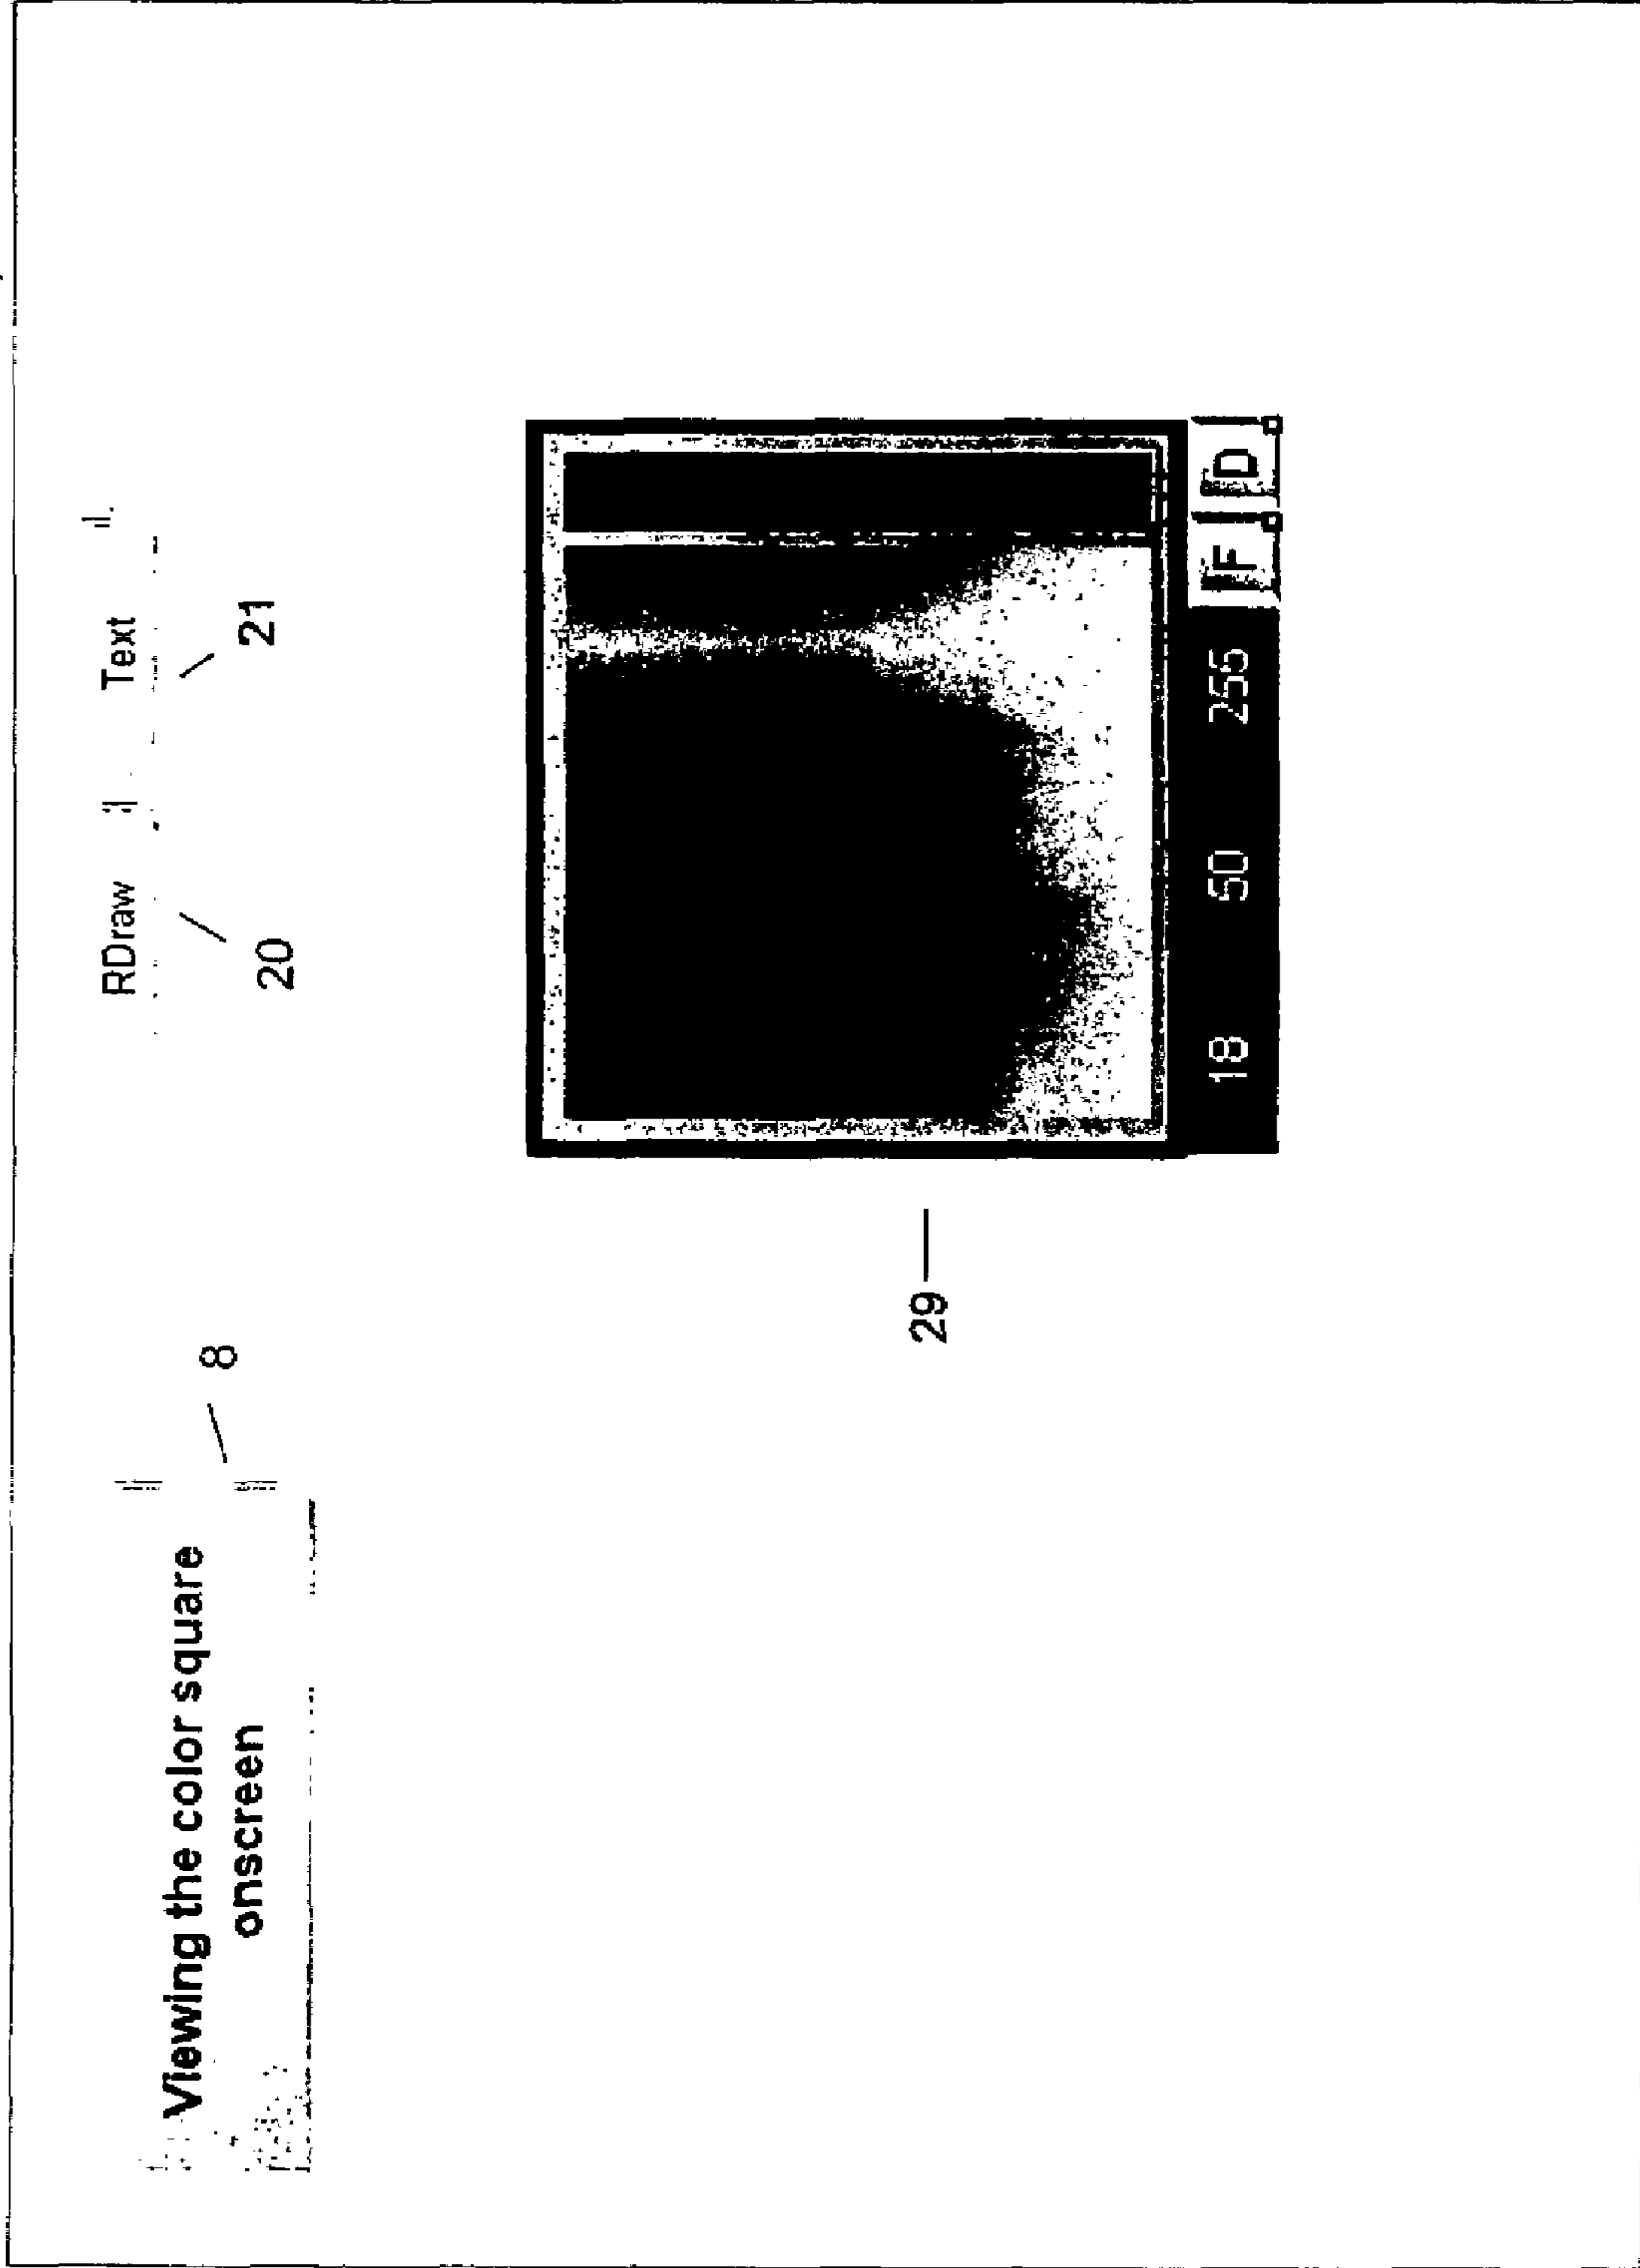 Viewing the color square
onscreen
8
RDraw
Text
20
21
29
18 50 255 F D